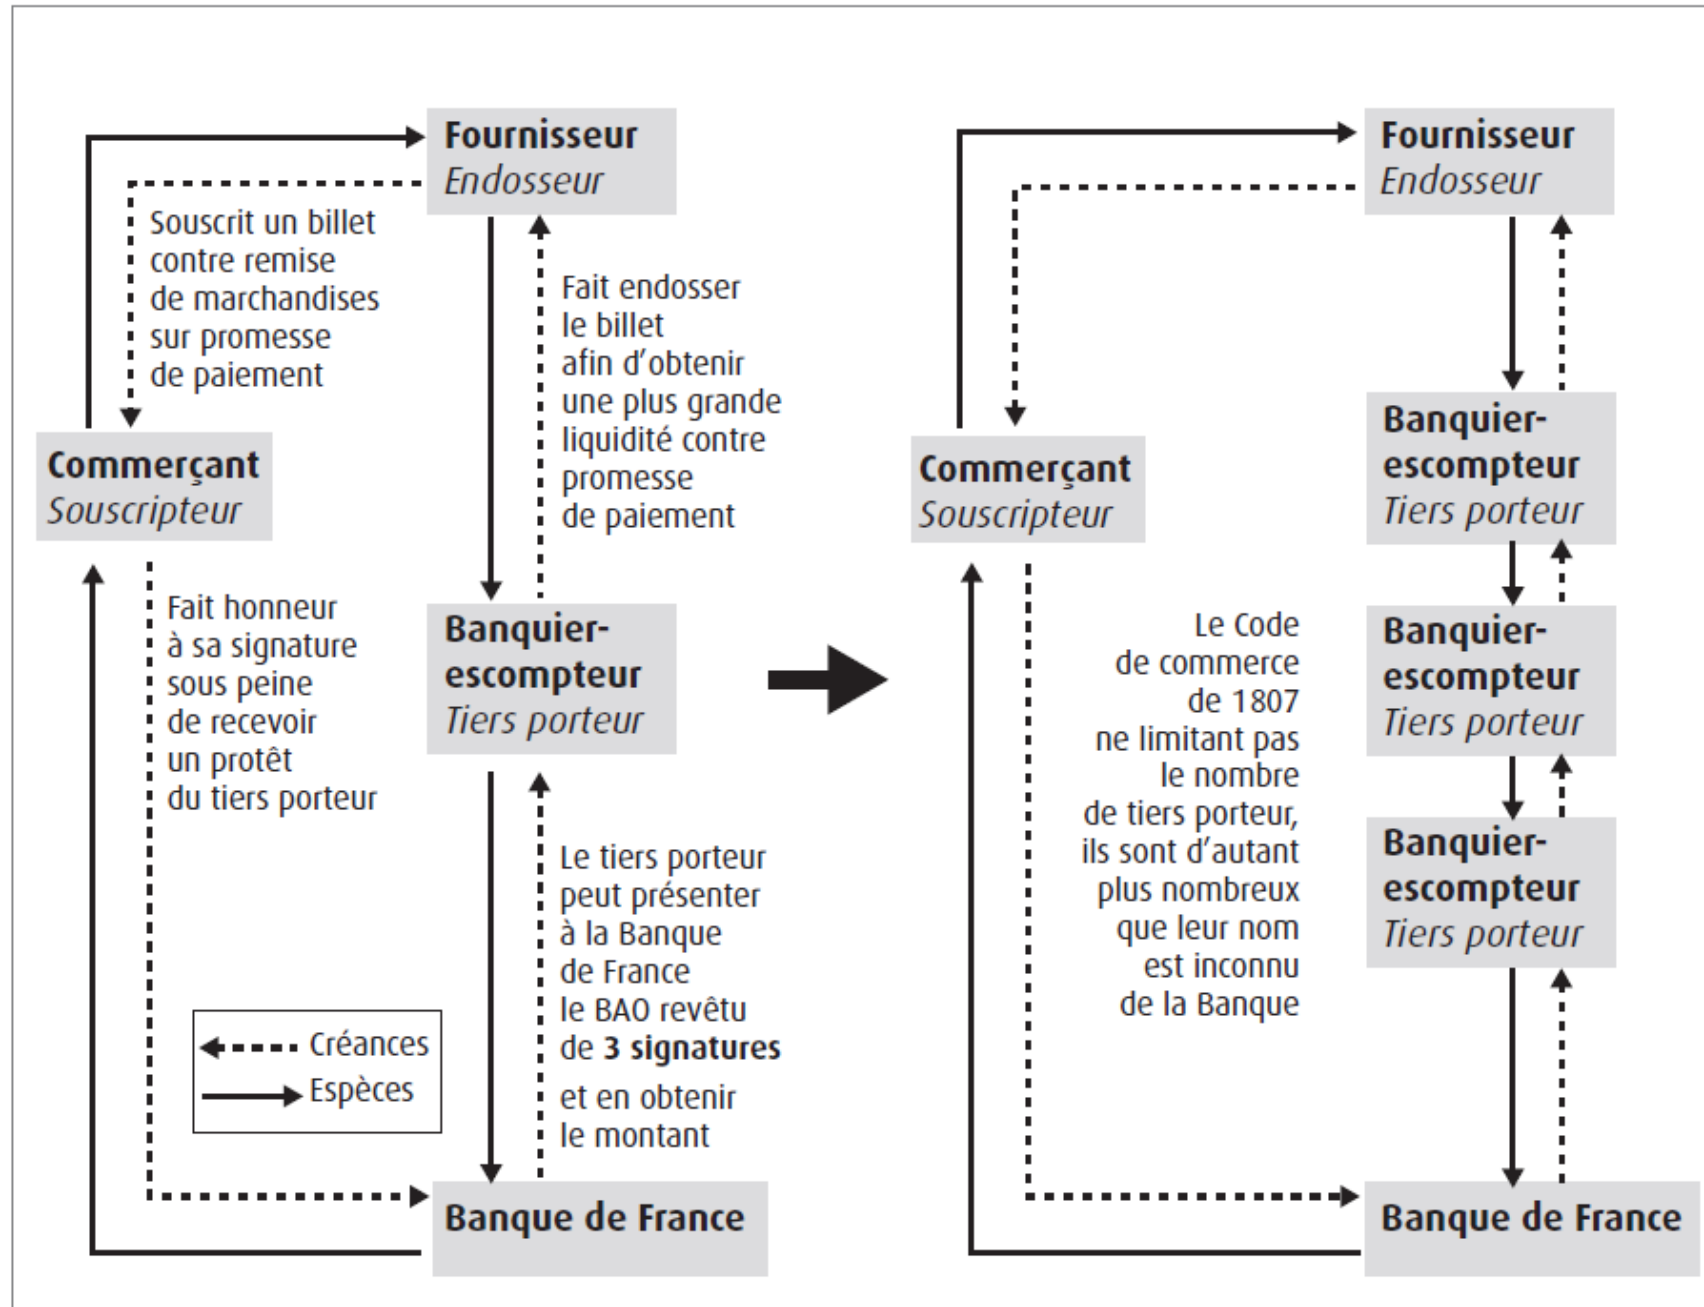 Fournisseur
Endosseur
Souscrit un billet
contre remise
de marchandises
sur promesse
de paiement
Fait endosser
le billet
afin d'obtenir
une plus grande
liquidité contre
promesse
de paiement
Commerçant
Souscripteur
Fait honneur
à sa signature
sous peine
de recevoir
un protêt
du tiers porteur
Banquier-
escompteur
Tiers porteur
Le tiers porteur
peut présenter
à la Banque
de France
le BAO revêtu
de 3 signatures
et en obtenir
le montant
Créances
Espèces
Banque de France
Fournisseur
Endosseur
Commerçant
Souscripteur
Banquier-
escompteur
Tiers porteur
Le Code
de commerce
de 1807
ne limitant pas
le nombre
de tiers porteur,
ils sont d'autant
plus nombreux
que leur nom
est inconnu
de la Banque
Banquier-
escompteur
Tiers porteur
Banquier-
escompteur
Tiers porteur
Banque de France